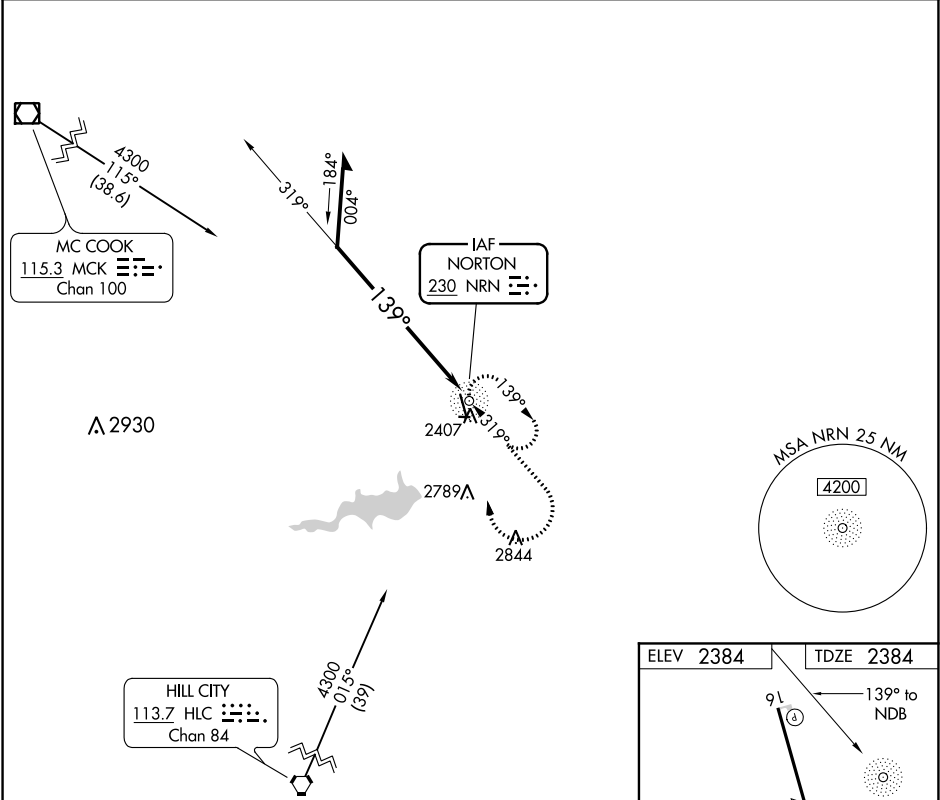 4300
115°
(38.6)
MC COOK
115.3 MCK
Chan 100
319°
184°
004°
139°
IAF
NORTON
230 NRN
139°
319°
2407
2930
2789
2844
MSA NRN 25 NM
4200
4300
015°
(39)
HILL CITY
113.7 HLC
Chan 84
ELEV 2384
TDZE 2384
139° to
NDB
16
P